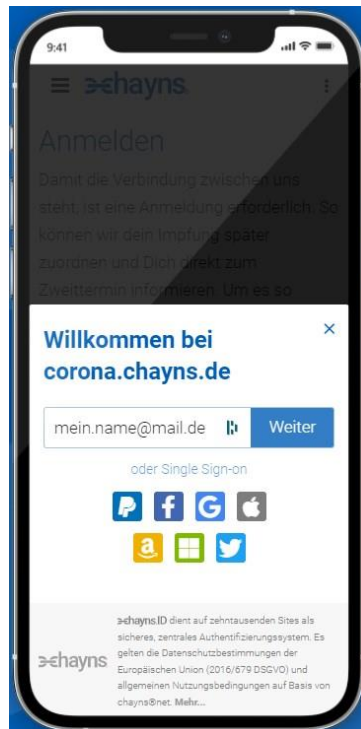 9:41
chayns.
Anmelden
Damit die Verbindung zwischen uns
steht, ist eine Anmeldung erforderlich. So
können wir dein Impfung später
zuordnen und Dich direkt zum
Zweittermin informieren. Um es so
Willkommen bei
corona.chayns.de
mein.name@mail.de
Weiter
oder Single Sign-on
chayns
chayns.ID dient auf zehntausenden Sites als
sicheres, zentrales Authentifizierungssystem. Es
gelten die Datenschutzbestimmungen der
Europäischen Union (2016/679 DSGVO) und
allgemeinen Nutzungsbedingungen auf Basis von
chayns®net. Mehr...